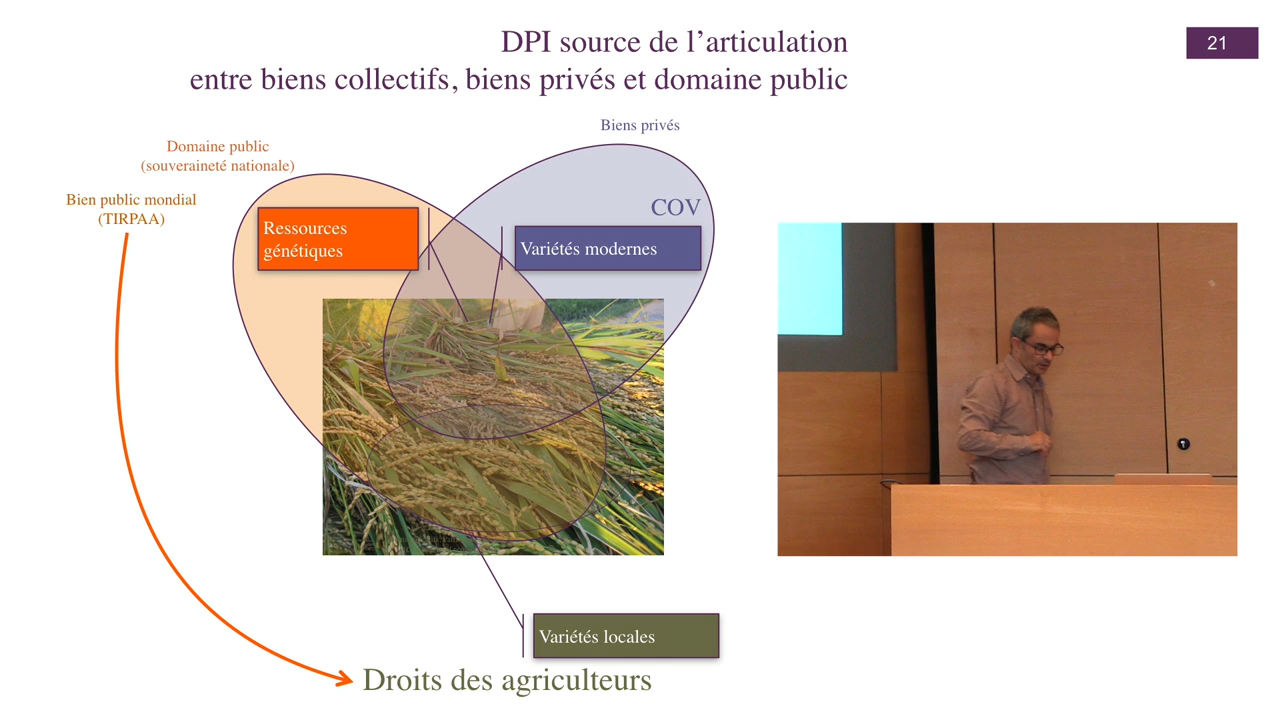 DPI source de l’articulation
entre biens collectifs, biens privés et domaine public
21
Biens privés
Domaine public
(souveraineté nationale)
Bien public mondial
(TIRPAA)
COV
Ressources
génétiques
Variétés modernes
Variétés locales
Droits des agriculteurs